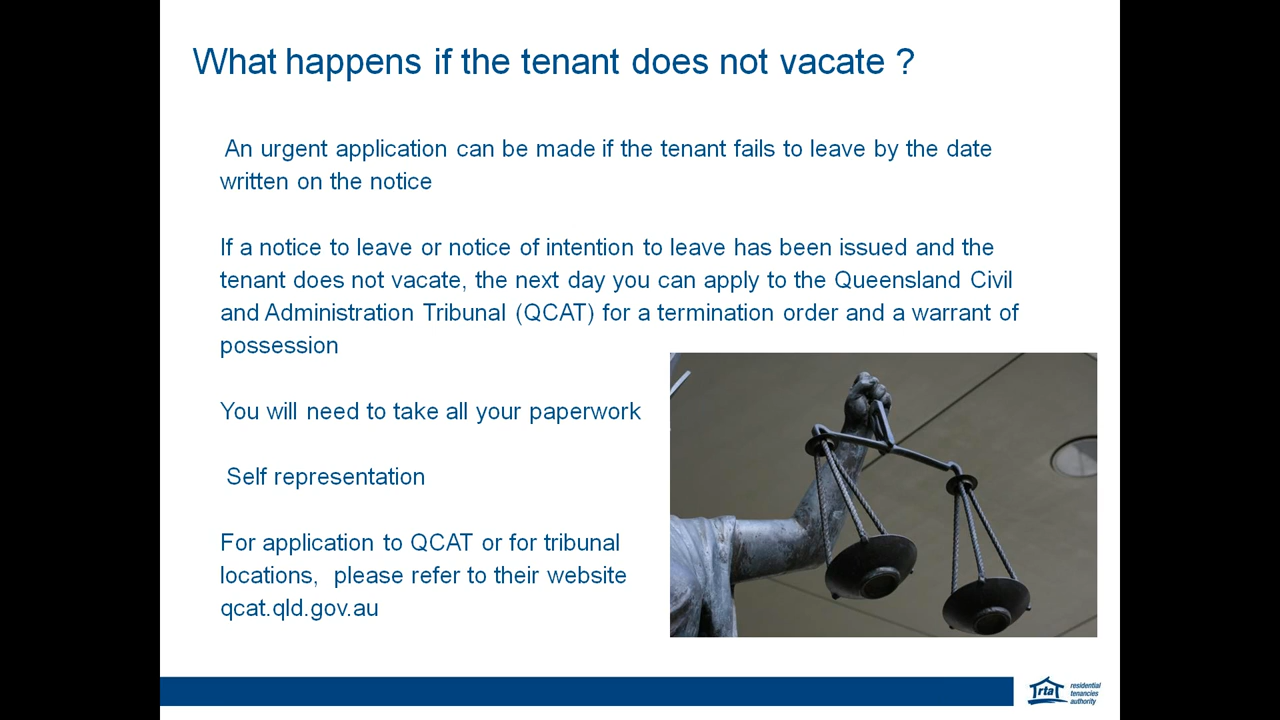 What happens if the tenant does not vacate ?
An urgent application can be made if the tenant fails to leave by the date
written on the notice
If a notice to leave or notice of intention to leave has been issued and the
tenant does not vacate, the next day you can apply to the Queensland Civil
and Administration Tribunal (QCAT) for a termination order and a warrant of
possession
You will need to take all your paperwork
Self representation
For application to QCAT or for tribunal
locations,  please refer to their website
qcat.qld.gov.au
rta
residential
tenancies
authority